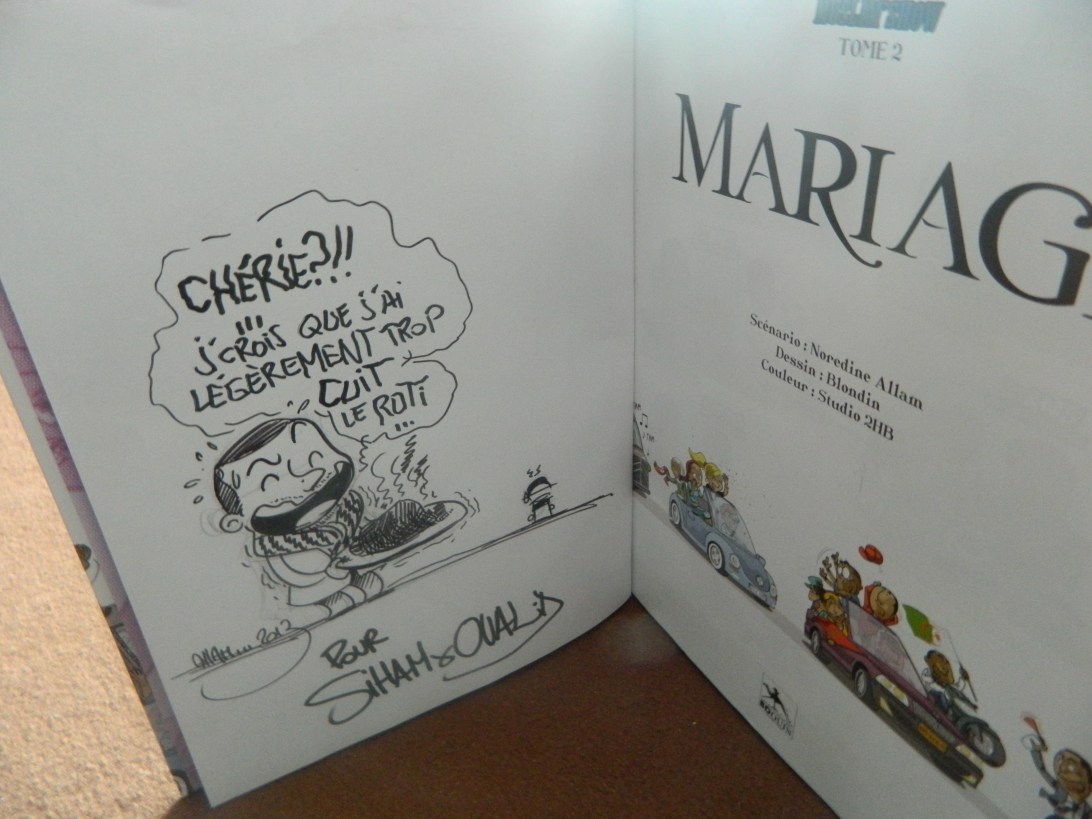 CHÉRIE?!!
...
J'CROIS QUE J'AI
LÉGÈREMENT TROP
CUIT
LE ROTI
...
2012
POUR
SIHAM & OUALID
TOME 2
MARIAG
Scénario : Noredine Allam
Dessin : Blondin
Couleur : Studio 2HB